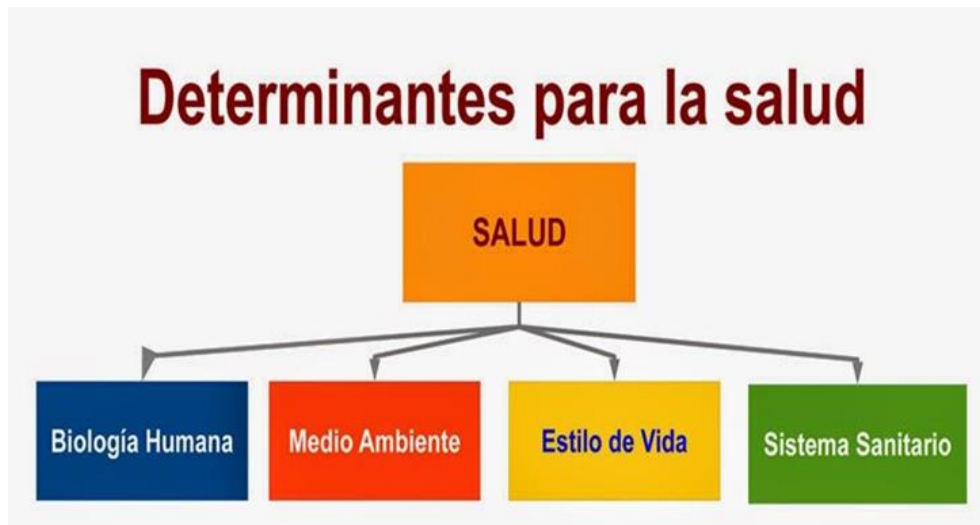 Determinantes para la salud
SALUD
Biología Humana
Medio Ambiente
Estilo de Vida
Sistema Sanitario